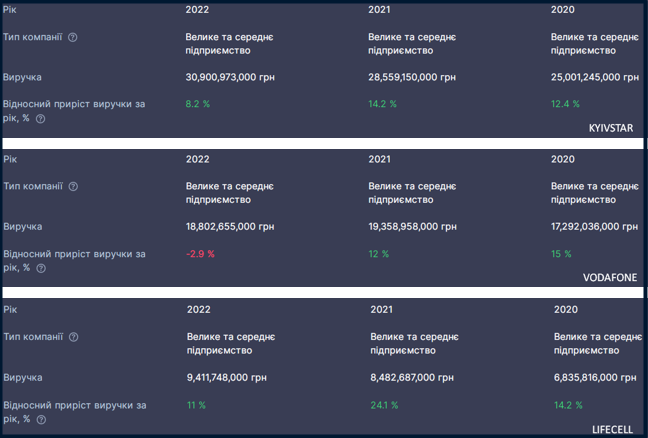 Рік 2022 2021 2020
Тип компанії ? Велике та середнє Велике та середнє Велике та середнє
підприємство підприємство підприємство
Виручка 30,900,973,000 грн 28,559,150,000 грн 25,001,245,000 грн
Відносний приріст виручки за 8.2 % 14.2 % 12.4 %
рік, % ?
KYIVSTAR
Рік 2022 2021 2020
Тип компанії ? Велике та середнє Велике та середнє Велике та середнє
підприємство підприємство підприємство
Виручка 18,802,655,000 грн 19,358,958,000 грн 17,292,036,000 грн
Відносний приріст виручки за -2.9 % 12 % 15 %
рік, % ?
VODAFONE
Рік 2022 2021 2020
Тип компанії ? Велике та середнє Велике та середнє Велике та середнє
підприємство підприємство підприємство
Виручка 9,411,748,000 грн 8,482,687,000 грн 6,835,816,000 грн
Відносний приріст виручки за 11 % 24.1 % 14.2 %
рік, % ?
LIFECELL